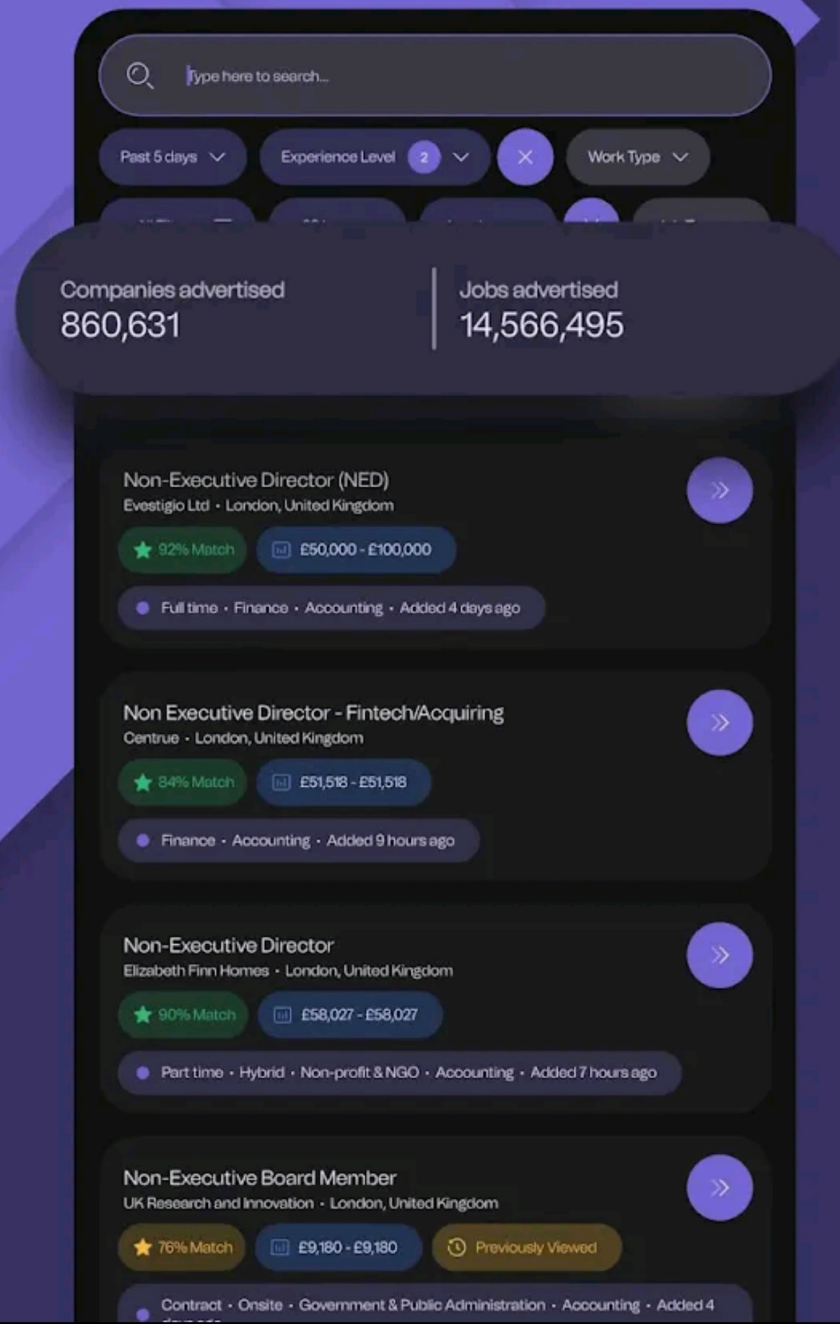 Type here to search...
Past 5 days
Experience Level 2
Work Type
Companies advertised
Jobs advertised
860,631
14,566,495
Non-Executive Director (NED)
Evestigio Ltd • London, United Kingdom
92% Match
£50,000 - £100,000
Full time • Finance • Accounting • Added 4 days ago
Non Executive Director - Fintech/Acquiring
Centrue • London, United Kingdom
84% Match
£51,518 - £51,518
Finance • Accounting • Added 9 hours ago
Non-Executive Director
Elizabeth Finn Homes • London, United Kingdom
90% Match
£58,027 - £58,027
Part time • Hybrid • Non-profit & NGO • Accounting • Added 7 hours ago
Non-Executive Board Member
UK Research and Innovation • London, United Kingdom
76% Match
£9,180 - £9,180
Previously Viewed
Contract • Onsite • Government & Public Administration • Accounting • Added 4